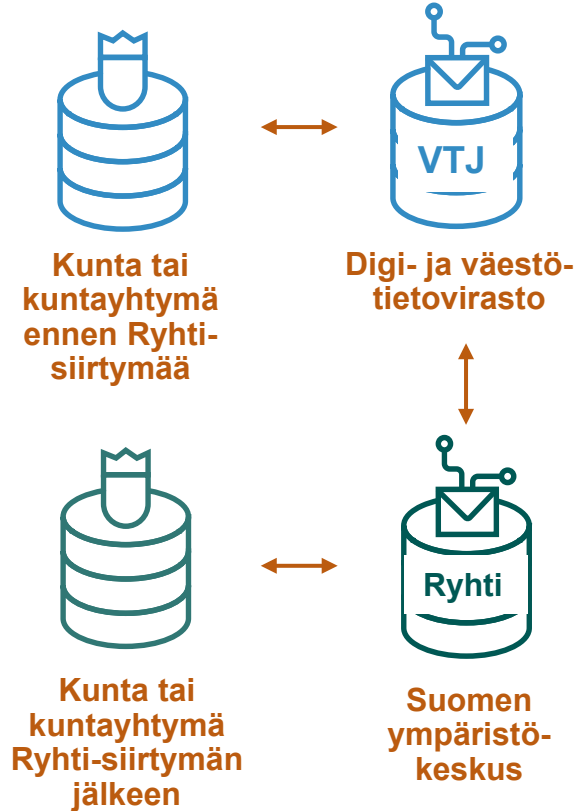 VTJ
Kunta tai
kuntayhtymä
ennen Ryhti-
siirtymää
Digi- ja väestö-
tietovirasto
Ryhti
Kunta tai
kuntayhtymä
Ryhti-siirtymän
jälkeen
Suomen
ympäristö-
keskus